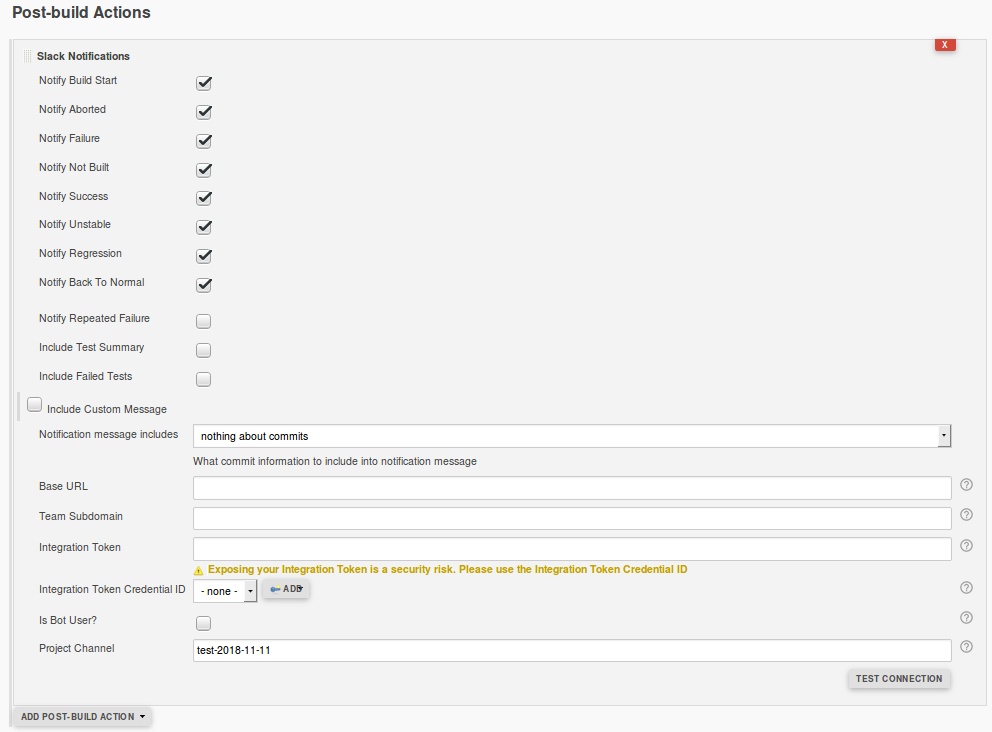 Post-build Actions
X
Slack Notifications
Notify Build Start
Notify Aborted
Notify Failure
Notify Not Built
Notify Success
Notify Unstable
Notify Regression
Notify Back To Normal
Notify Repeated Failure
Include Test Summary
Include Failed Tests
Include Custom Message
Notification message includes nothing about commits
What commit information to include into notification message
Base URL
Team Subdomain
Integration Token
Exposing your Integration Token is a security risk. Please use the Integration Token Credential ID
Integration Token Credential ID - none - ADD
Is Bot User?
Project Channel test-2018-11-11
TEST CONNECTION
ADD POST-BUILD ACTION